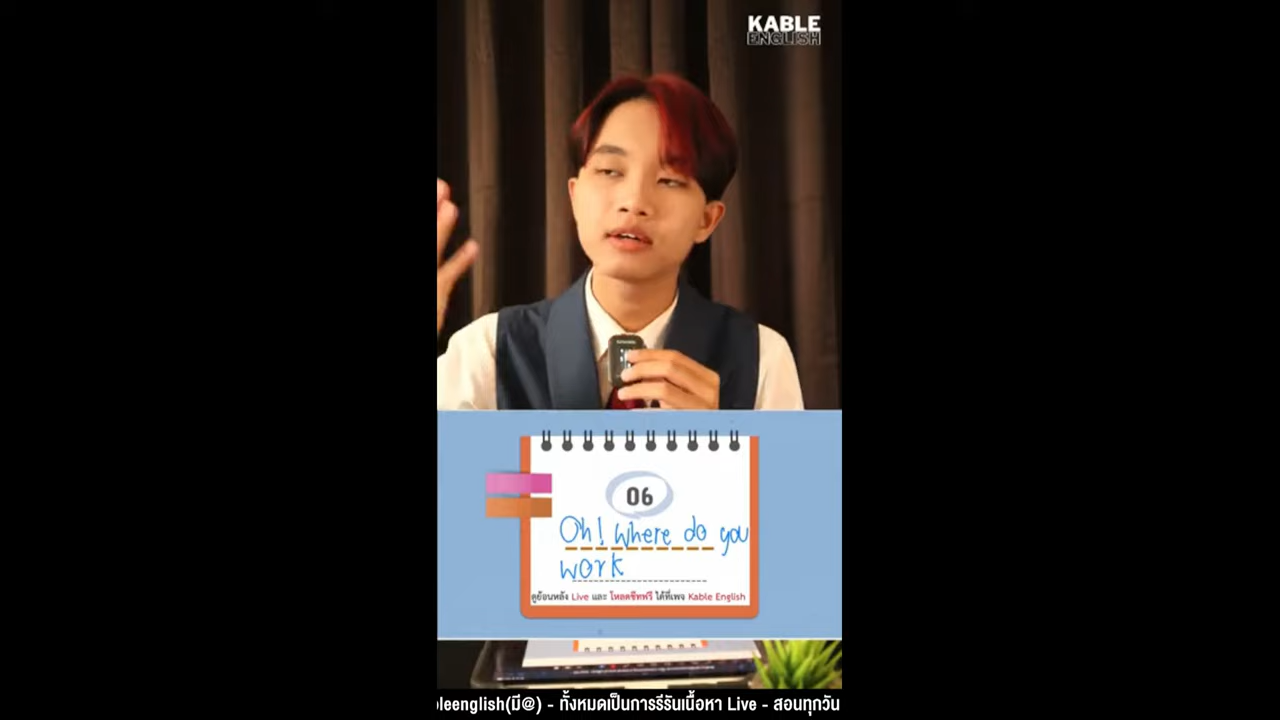 KABLE
ENGLISH
06
Oh! Where do you
work
ดูย้อนหลัง Live และ โหลดชีทฟรี ได้ที่เพจ Kable English
bleenglish(มี@) - ทั้งหมดเป็นการรีรันเนื้อหา Live - สอนทุกวัน